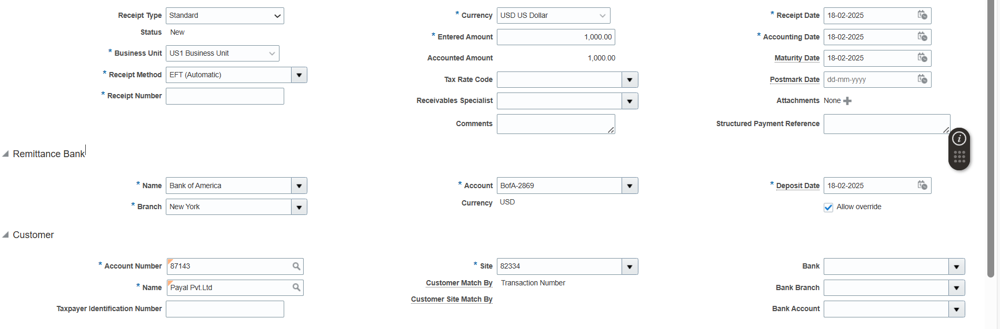 Receipt Type Standard
* Currency USD US Dollar
* Receipt Date 18-02-2025
Status New
* Entered Amount 1,000.00
* Accounting Date 18-02-2025
* Business Unit US1 Business Unit
Accounted Amount 1,000.00
Maturity Date 18-02-2025
* Receipt Method EFT (Automatic)
Tax Rate Code
Postmark Date dd-mm-yyyy
* Receipt Number
Receivables Specialist
Attachments None
Comments
Structured Payment Reference
Remittance Bank
* Name Bank of America
* Account BofA-2869
* Deposit Date 18-02-2025
* Branch New York
Currency USD
Allow override
Customer
* Account Number 87143
* Site 82334
Bank
* Name Payal Pvt.Ltd
Customer Match By Transaction Number
Bank Branch
Customer Site Match By
Taxpayer Identification Number
Bank Account